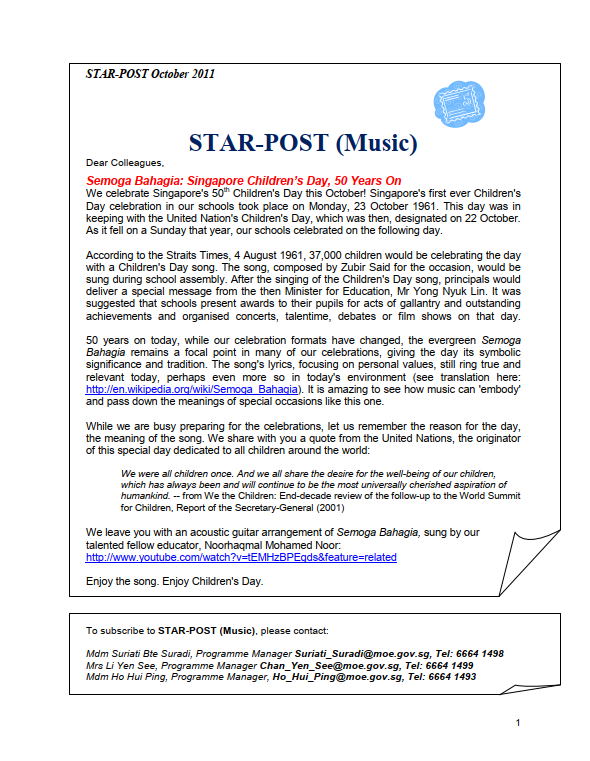 STAR-POST October 2011
STAR-POST (Music)
Dear Colleagues,
Semoga Bahagia: Singapore Children's Day, 50 Years On
We celebrate Singapore's 50th Children's Day this October! Singapore's first ever Children's
Day celebration in our schools took place on Monday, 23 October 1961. This day was in
keeping with the United Nation's Children's Day, which was then, designated on 22 October.
As it fell on a Sunday that year, our schools celebrated on the following day.
According to the Straits Times, 4 August 1961, 37,000 children would be celebrating the day
with a Children's Day song. The song, composed by Zubir Said for the occasion, would be
sung during school assembly. After the singing of the Children's Day song, principals would
deliver a special message from the then Minister for Education, Mr Yong Nyuk Lin. It was
suggested that schools present awards to their pupils for acts of gallantry and outstanding
achievements and organised concerts, talentime, debates or film shows on that day.
50 years on today, while our celebration formats have changed, the evergreen Semoga
Bahagia remains a focal point in many of our celebrations, giving the day its symbolic
significance and tradition. The song's lyrics, focusing on personal values, still ring true and
relevant today, perhaps even more so in today's environment (see translation here:
http://en.wikipedia.org/wiki/Semoga_Bahagia). It is amazing to see how music can 'embody'
and pass down the meanings of special occasions like this one.
While we are busy preparing for the celebrations, let us remember the reason for the day,
the meaning of the song. We share with you a quote from the United Nations, the originator
of this special day dedicated to all children around the world:
We were all children once. And we all share the desire for the well-being of our children,
which has always been and will continue to be the most universally cherished aspiration of
humankind. -- from We the Children: End-decade review of the follow-up to the World Summit
for Children, Report of the Secretary-General (2001)
We leave you with an acoustic guitar arrangement of Semoga Bahagia, sung by our
talented fellow educator, Noorhaqmal Mohamed Noor:
http://www.youtube.com/watch?v=tEMHzBPEqds&feature=related
Enjoy the song. Enjoy Children's Day.
To subscribe to STAR-POST (Music), please contact:
Mdm Suriati Bte Suradi, Programme Manager Suriati_Suradi@moe.gov.sg, Tel: 6664 1498
Mrs Li Yen See, Programme Manager Chan_Yen_See@moe.gov.sg, Tel: 6664 1499
Mdm Ho Hui Ping, Programme Manager, Ho_Hui_Ping@moe.gov.sg, Tel: 6664 1493
1